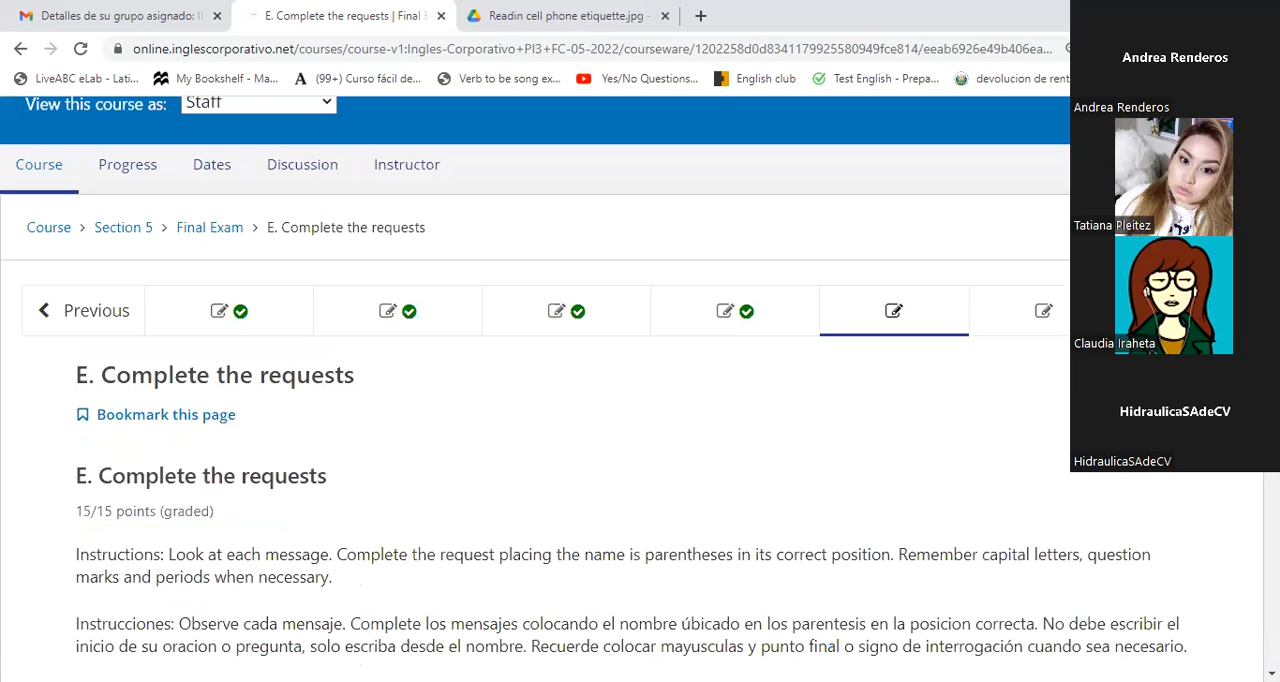 Detalles de su grupo asignado:
E. Complete the requests | Final
Readin cell phone etiquette.jpg -
online.inglescorporativo.net/courses/course-v1:Ingles-Corporativo+PI3+FC-05-2022/courseware/1202258d0d8341179925580949fce814/eeab6926e49b406ea...
LiveABC eLab - Lati... My Bookshelf - Ma... (99+) Curso fácil de... Verb to be song ex... Yes/No Questions... English club Test English - Prepa... devolucion de rent
View this course as: Staff
Course Progress Dates Discussion Instructor
Course > Section 5 > Final Exam > E. Complete the requests
Previous
E. Complete the requests
Bookmark this page
E. Complete the requests
15/15 points (graded)
Instructions: Look at each message. Complete the request placing the name is parentheses in its correct position. Remember capital letters, question
marks and periods when necessary.
Instrucciones: Observe cada mensaje. Complete los mensajes colocando el nombre úbicado en los parentesis en la posicion correcta. No debe escribir el
inicio de su oracion o pregunta, solo escriba desde el nombre. Recuerde colocar mayusculas y punto final o signo de interrogación cuando sea necesario.
Andrea Renderos
Andrea Renderos
Tatiana Pleitez
Claudia Iraheta
HidraulicaSAdeCV
HidraulicaSAdeCV